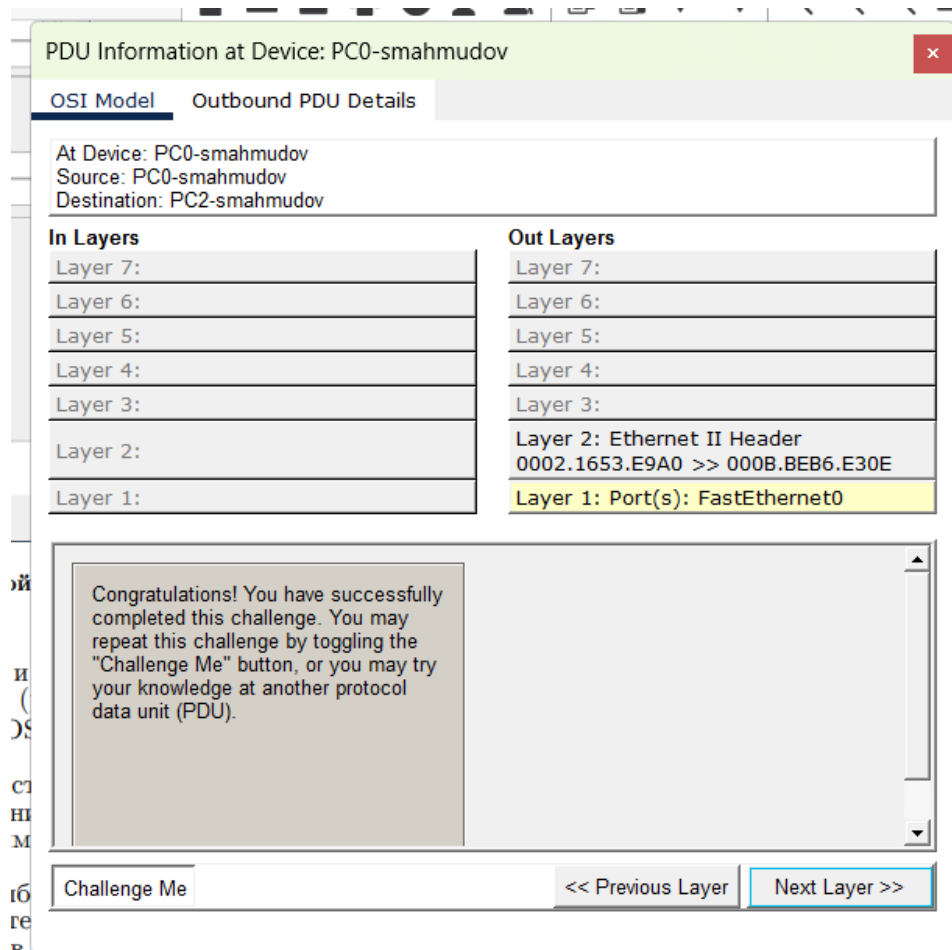 PDU Information at Device: PC0-smahmudov
×
OSI Model
Outbound PDU Details
At Device: PC0-smahmudov
Source: PC0-smahmudov
Destination: PC2-smahmudov
In Layers
Layer 7:
Layer 6:
Layer 5:
Layer 4:
Layer 3:
Layer 2:
Layer 1:
Out Layers
Layer 7:
Layer 6:
Layer 5:
Layer 4:
Layer 3:
Layer 2: Ethernet II Header
0002.1653.E9A0 >> 000B.BEB6.E30E
Layer 1: Port(s): FastEthernet0
Congratulations! You have successfully
completed this challenge. You may
repeat this challenge by toggling the
"Challenge Me" button, or you may try
your knowledge at another protocol
data unit (PDU).
Challenge Me
<< Previous Layer
Next Layer >>